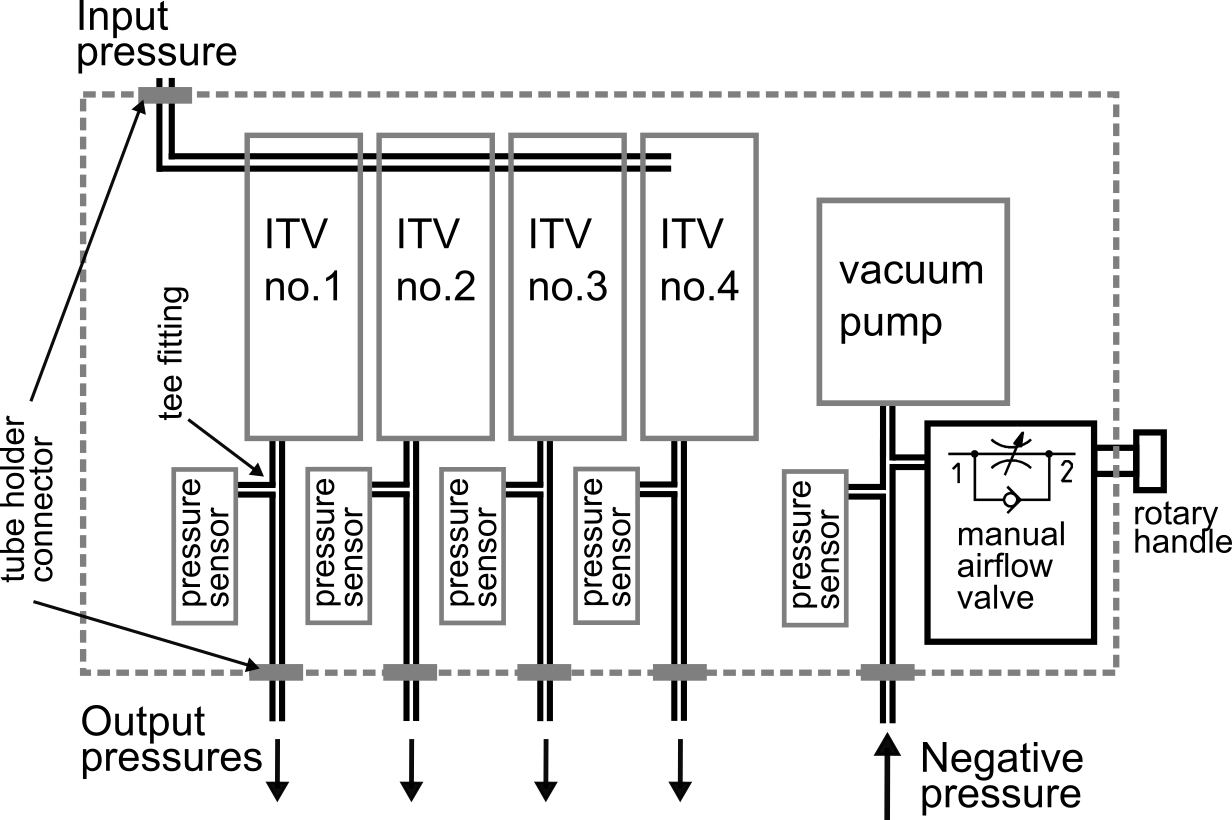 Input
pressure
ITV
no.1
ITV
no.2
ITV
no.3
ITV
no.4
vacuum
pump
tee fitting
tube holder
connector
pressure
sensor
pressure
sensor
pressure
sensor
pressure
sensor
pressure
sensor
1
2
manual
airflow
valve
rotary
handle
Output
pressures
Negative
pressure